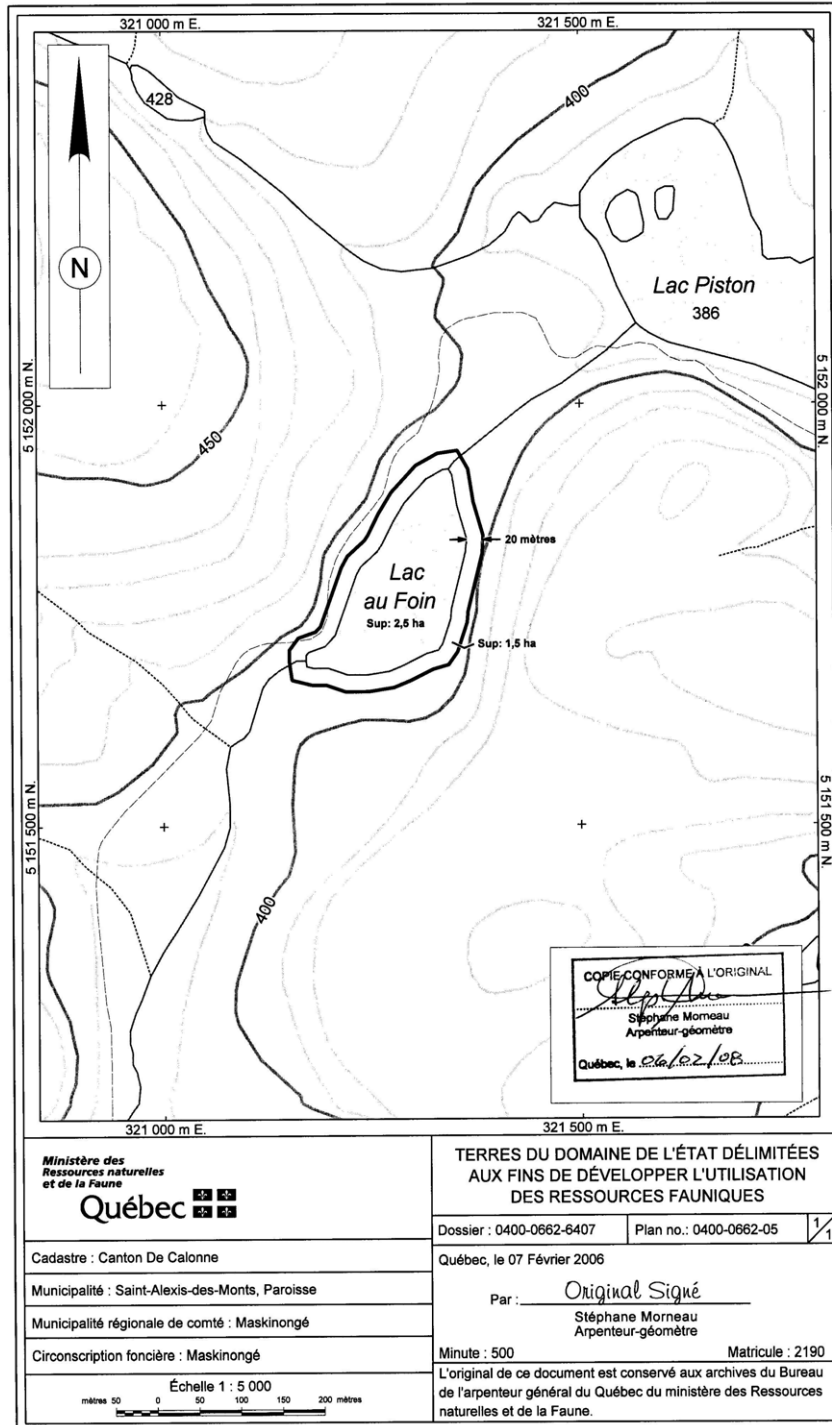 321 000 m E.
321 500 m E.
428
400
N
Lac Piston
386
5 152 000 m N.
5 152 000 m N.
450
20 mètres
Lac
au Foin
Sup: 2,5 ha
Sup: 1,5 ha
5 151 500 m N.
5 151 500 m N.
400
COPIE CONFORME À L'ORIGINAL
Stéphane Morneau
Arpenteur-géomètre
Québec, le 06/02/08
321 000 m E.
321 500 m E.
Ministère des
Ressources naturelles
et de la Faune
Québec
Cadastre : Canton De Calonne
Municipalité : Saint-Alexis-des-Monts, Paroisse
Municipalité régionale de comté : Maskinongé
Circonscription foncière : Maskinongé
Échelle 1 : 5 000
mètres 50 0 50 100 150 200 mètres
TERRES DU DOMAINE DE L'ÉTAT DÉLIMITÉES
AUX FINS DE DÉVELOPPER L'UTILISATION
DES RESSOURCES FAUNIQUES
Dossier : 0400-0662-6407 Plan no.: 0400-0662-05 1/1
Québec, le 07 Février 2006
Par : Original Signé
Stéphane Morneau
Arpenteur-géomètre
Minute : 500 Matricule : 2190
L'original de ce document est conservé aux archives du Bureau
de l'arpenteur général du Québec du ministère des Ressources
naturelles et de la Faune.